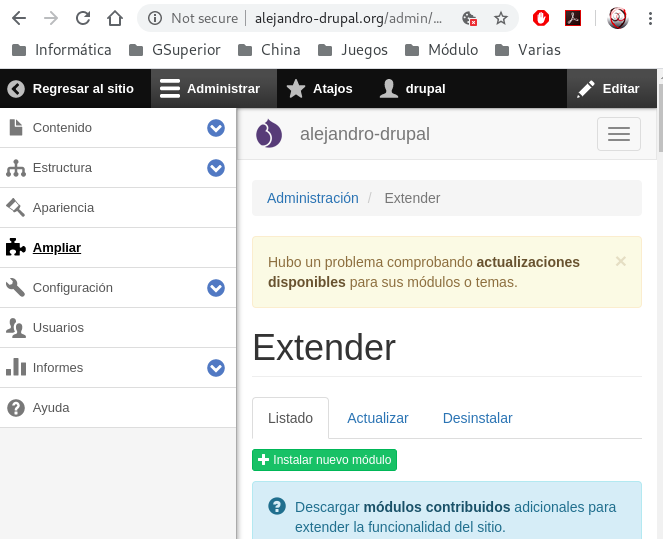 Not secure | alejandro-drupal.org/admin/...
Informática GSuperior China Juegos Módulo Varias
Regresar al sitio Administrar Atajos drupal Editar
Contenido
Estructura
Apariencia
Ampliar
Configuración
Usuarios
Informes
Ayuda
alejandro-drupal
Administración / Extender
Hubo un problema comprobando actualizaciones
disponibles para sus módulos o temas.
×
Extender
Listado Actualizar Desinstalar
Instalar nuevo módulo
Descargar módulos contribuidos adicionales para
extender la funcionalidad del sitio.